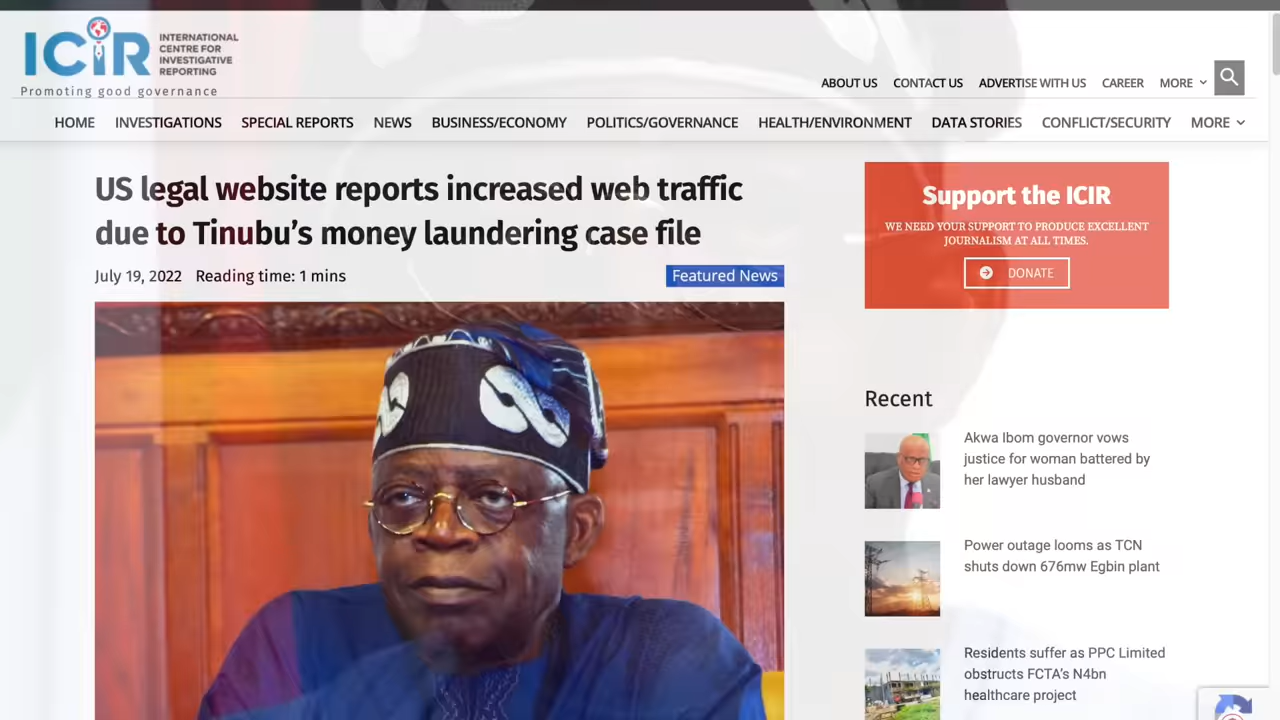 ICIR
INTERNATIONAL
CENTRE FOR
INVESTIGATIVE
REPORTING
Promoting good governance
ABOUT US CONTACT US ADVERTISE WITH US CAREER MORE
HOME INVESTIGATIONS SPECIAL REPORTS NEWS BUSINESS/ECONOMY POLITICS/GOVERNANCE HEALTH/ENVIRONMENT DATA STORIES CONFLICT/SECURITY MORE
US legal website reports increased web traffic
due to Tinubu’s money laundering case file
July 19, 2022 Reading time: 1 mins
Featured News
Support the ICIR
WE NEED YOUR SUPPORT TO PRODUCE EXCELLENT
JOURNALISM AT ALL TIMES.
DONATE
Recent
Akwa Ibom governor vows
justice for woman battered by
her lawyer husband
Power outage looms as TCN
shuts down 676mw Egbin plant
Residents suffer as PPC Limited
obstructs FCTA’s N4bn
healthcare project